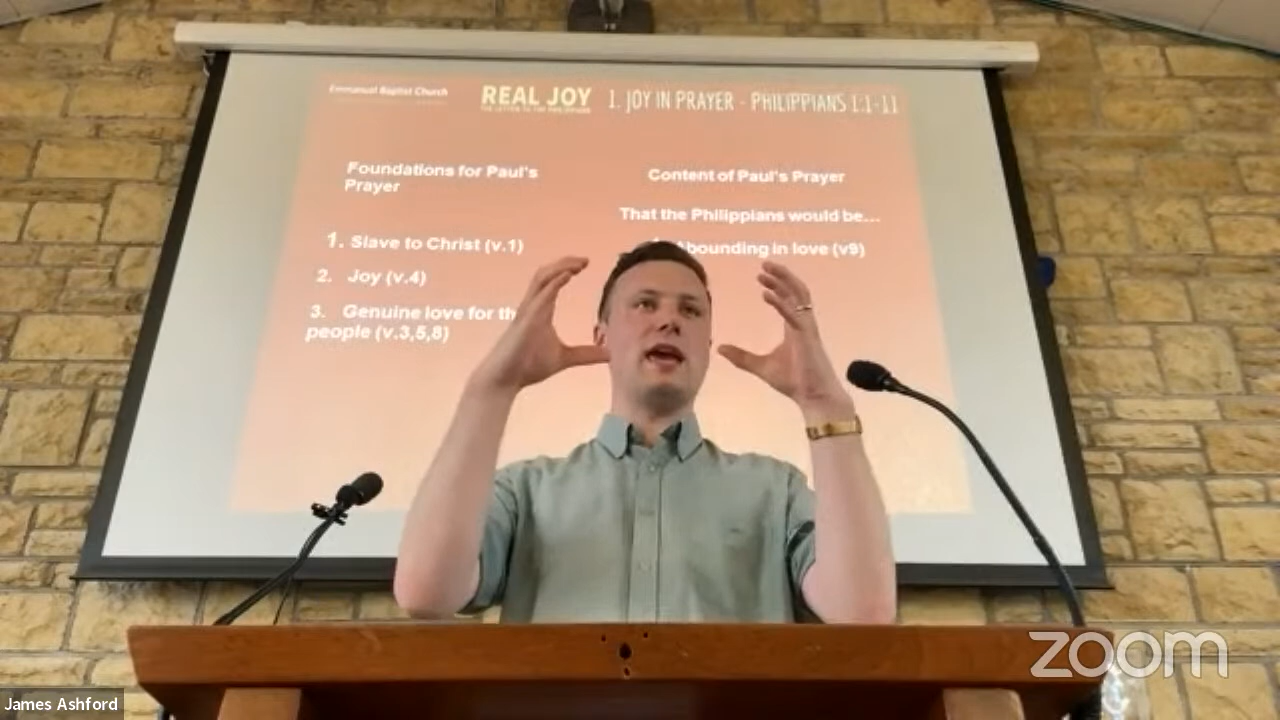 Emmanuel Baptist Church
REAL JOY
1. JOY IN PRAYER - PHILIPPIANS 1:1-11
Foundations for Paul's
Prayer
1. Slave to Christ (v.1)
2. Joy (v.4)
3. Genuine love for th
people (v.3,5,8)
Content of Paul's Prayer
That the Philippians would be...
bounding in love (v9)
zoom
James Ashford